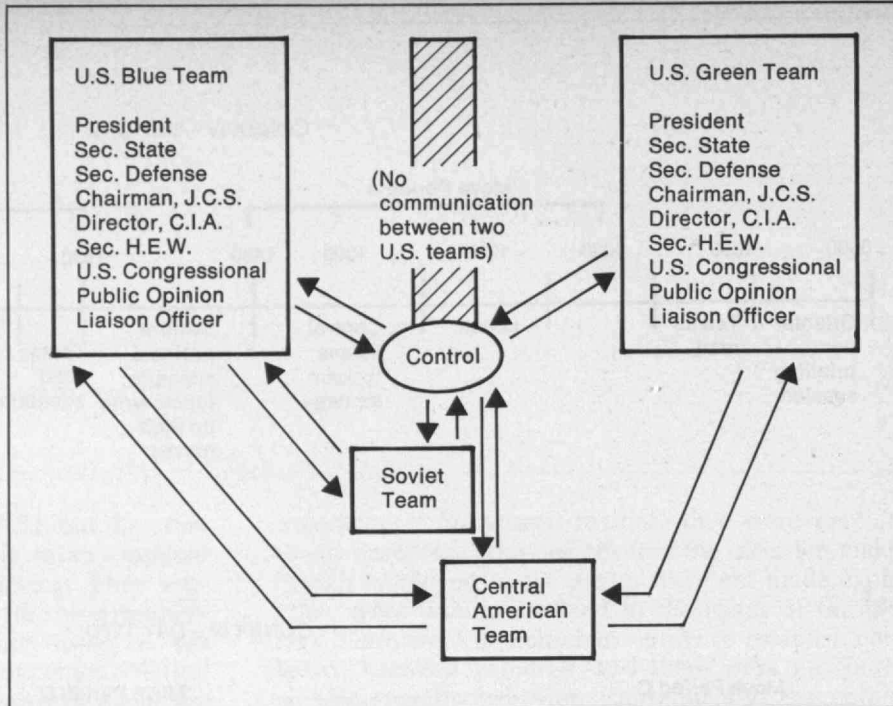 U.S. Blue Team
President
Sec. State
Sec. Defense
Chairman, J.C.S.
Director, C.I.A.
Sec. H.E.W.
U.S. Congressional
Public Opinion
Liaison Officer
(No
communication
between two
U.S. teams)
U.S. Green Team
President
Sec. State
Sec. Defense
Chairman, J.C.S.
Director, C.I.A.
Sec. H.E.W.
U.S. Congressional
Public Opinion
Liaison Officer
Control
Soviet
Team
Central
American
Team